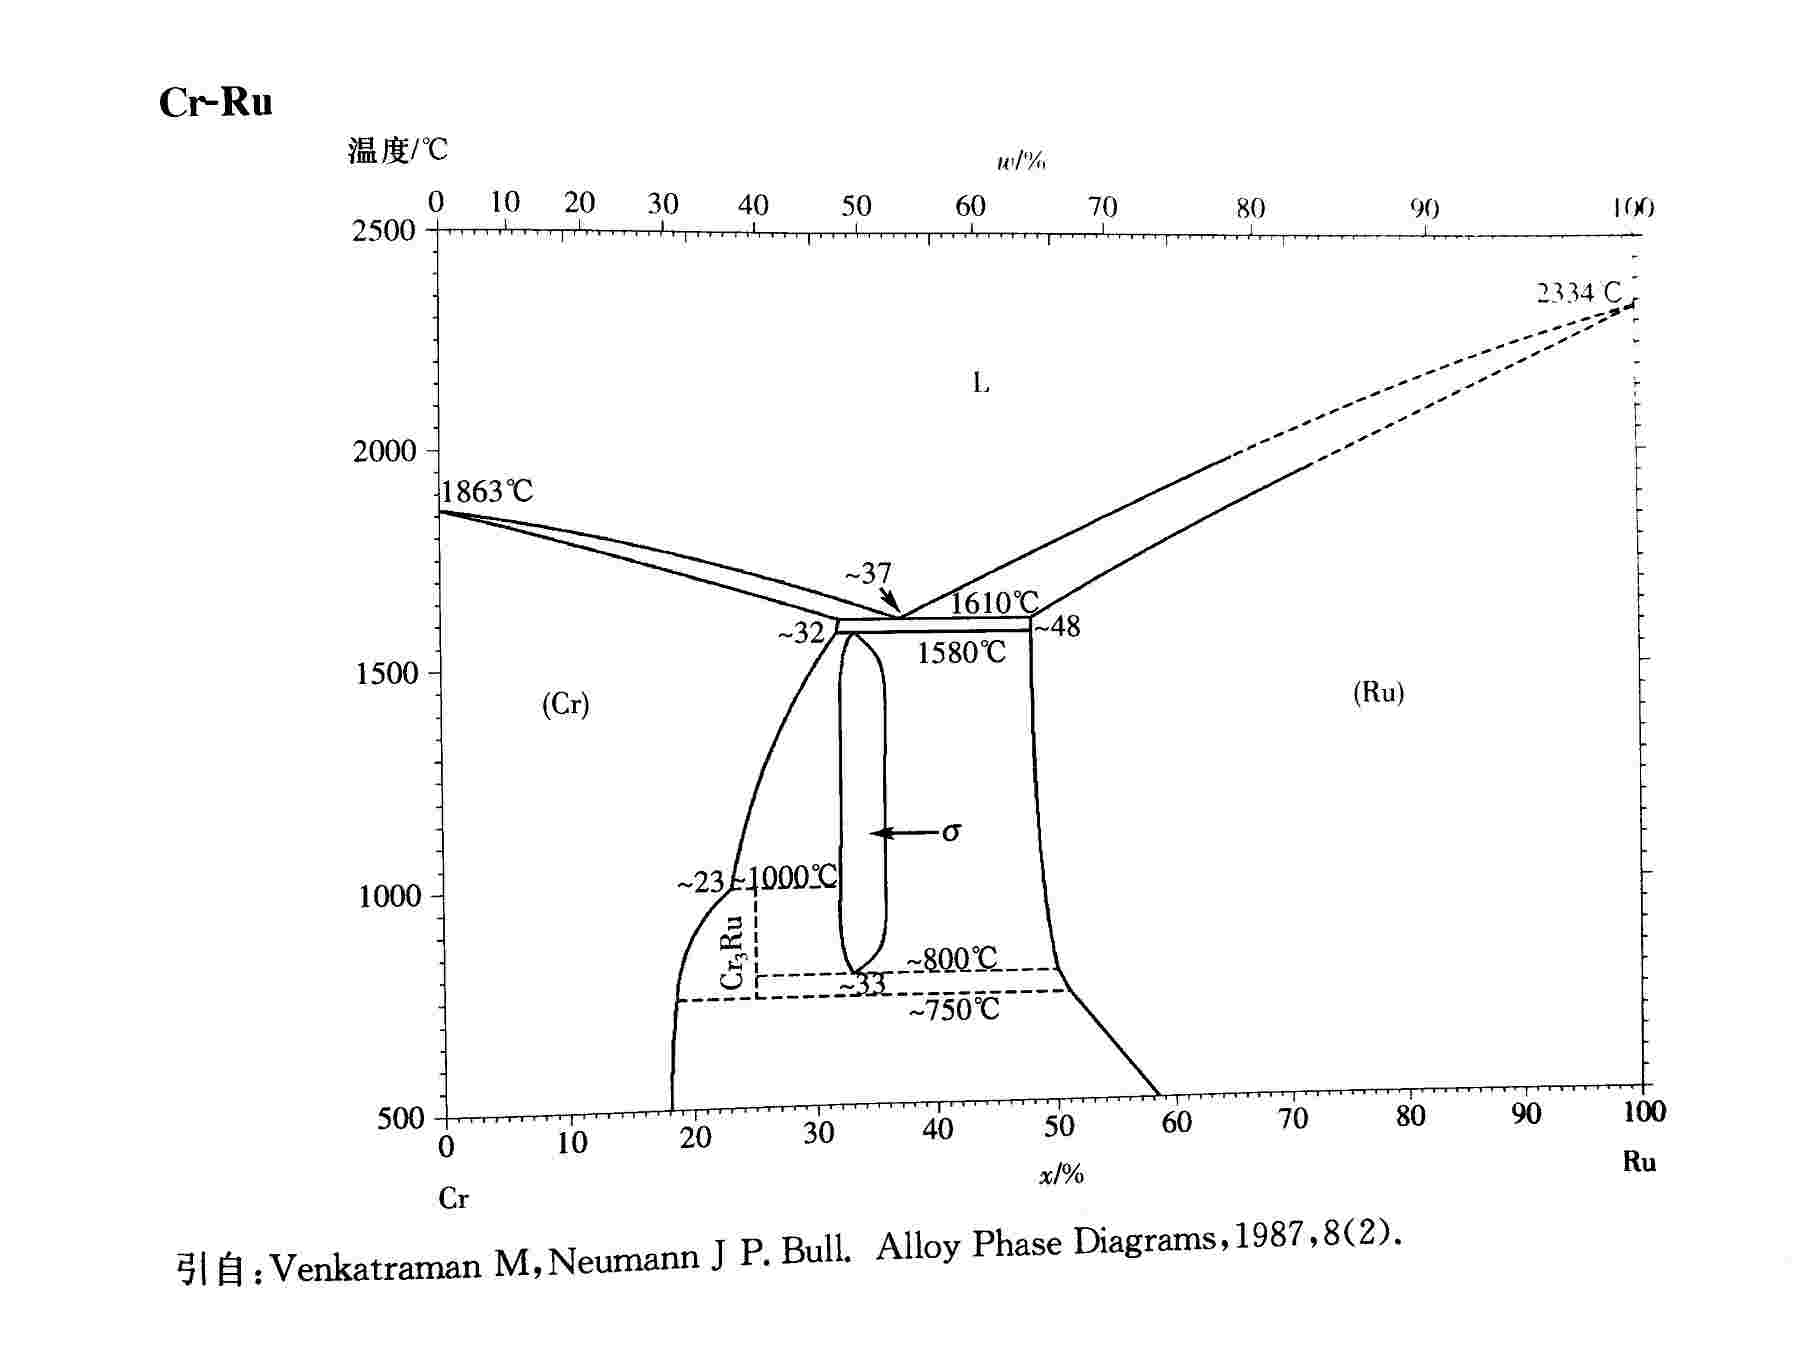 Cr-Ru
温度/℃
w/%
0 10 20 30 40 50 60 70 80 90 100
2500
2334 C
L
2000
1863℃
~37
1610℃
~32
~48
1580℃
1500
(Cr)
(Ru)
σ
~23
~1000℃
1000
Cr₃Ru
~800℃
~33
~750℃
500
0 10 20 30 40 50 60 70 80 90 100
x/%
Cr
Ru
引自:Venkatraman M,Neumann J P. Bull. Alloy Phase Diagrams,1987,8(2).